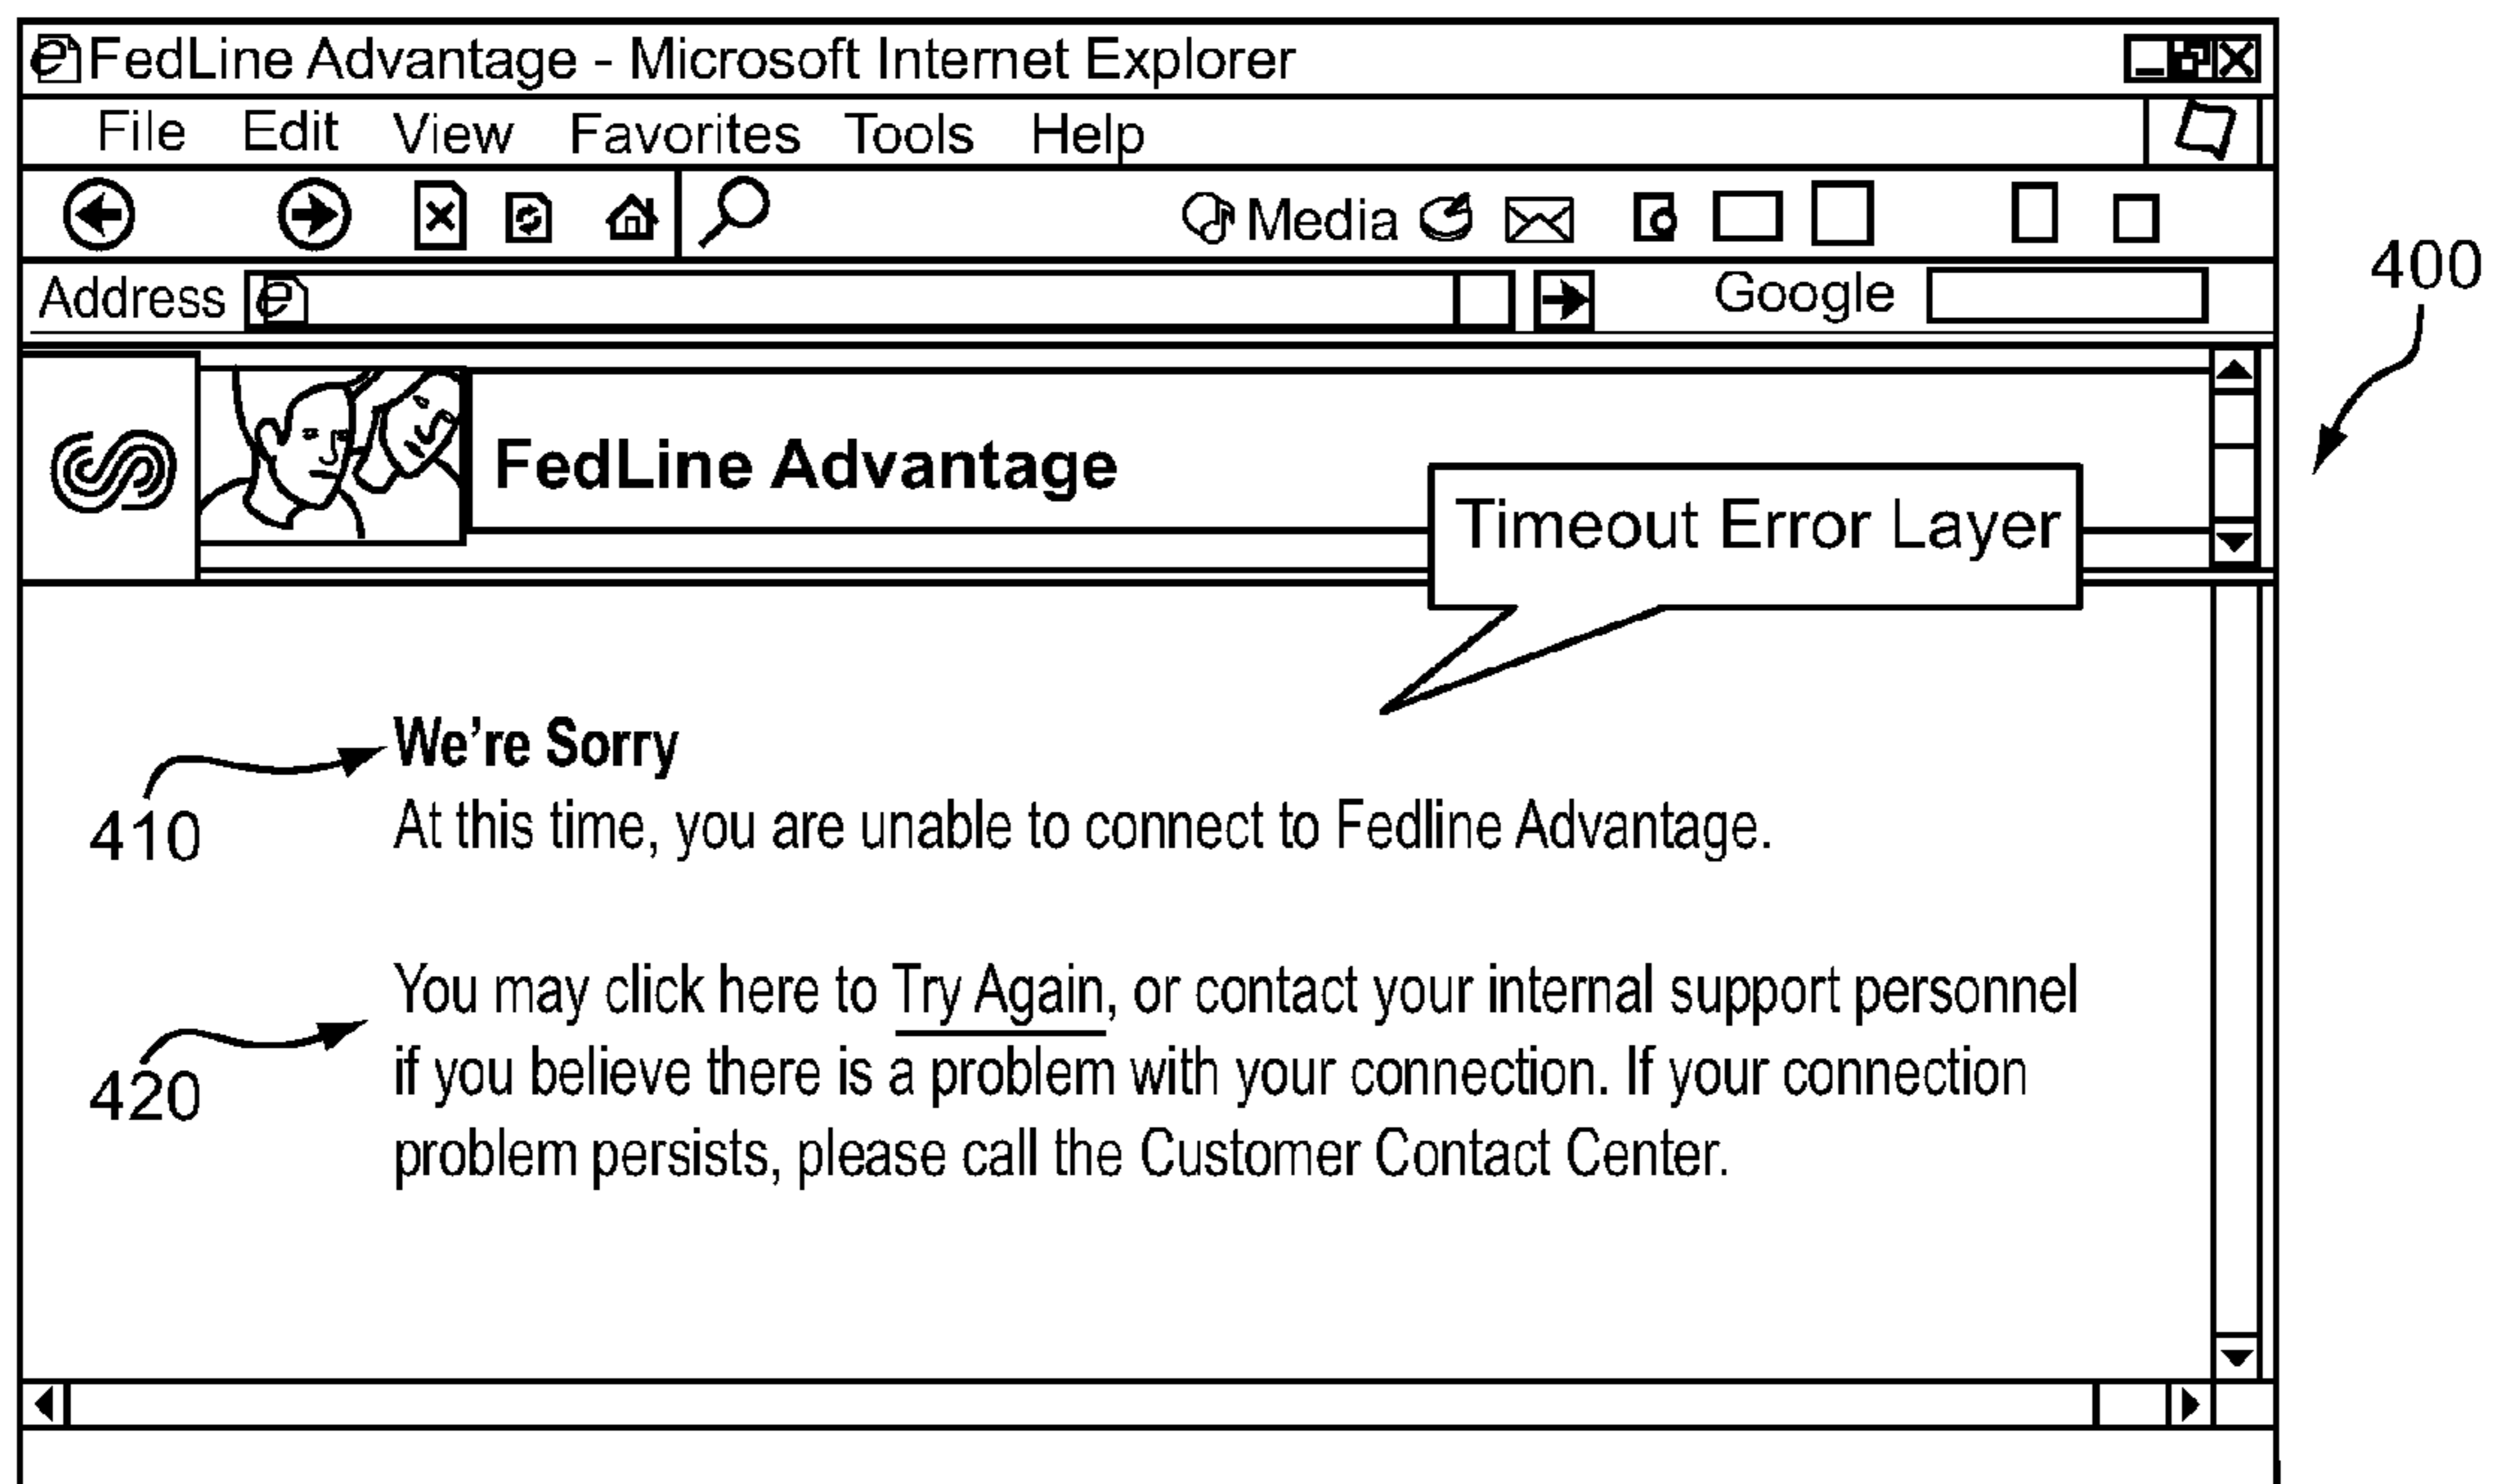 FedLine Advantage - Microsoft Internet Explorer
File Edit View Favorites Tools Help
Media
Address Google
400
FedLine Advantage
Timeout Error Layer
We're Sorry
410
At this time, you are unable to connect to Fedline Advantage.
You may click here to Try Again, or contact your internal support personnel
if you believe there is a problem with your connection. If your connection
420
problem persists, please call the Customer Contact Center.